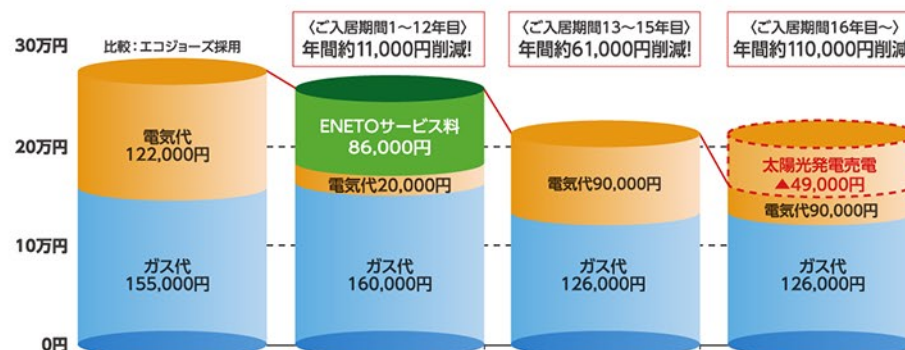 〈ご入居期間1〜12年目〉
年間約11,000円削減!
〈ご入居期間13〜15年目〉
年間約61,000円削減!
〈ご入居期間16年目〜〉
年間約110,000円削減
30万円
20万円
10万円
0円
比較：エコジョーズ採用
電気代
122,000円
ガス代
155,000円
ENETOサービス料
86,000円
電気代20,000円
ガス代
160,000円
電気代90,000円
ガス代
126,000円
太陽光発電売電
▲49,000円
電気代90,000円
ガス代
126,000円